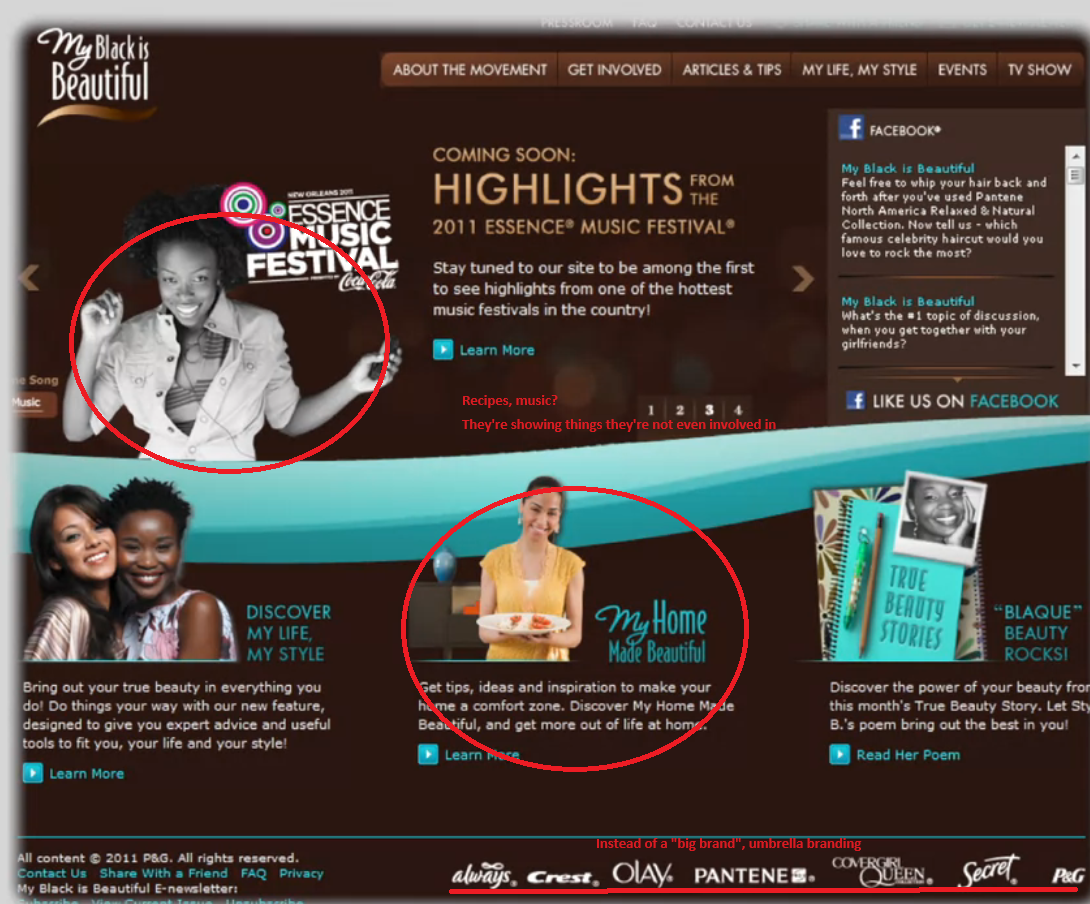 PRESSROOM FAQ CONTACT US
My Black is
Beautiful
ABOUT THE MOVEMENT GET INVOLVED ARTICLES & TIPS MY LIFE, MY STYLE EVENTS TV SHOW
NEW ORLEANS 2011
ESSENCE
MUSIC
FESTIVAL
PRESENTED BY
Coca-Cola
ne Song
Music
COMING SOON:
HIGHLIGHTS FROM THE
2011 ESSENCE® MUSIC FESTIVAL®
Stay tuned to our site to be among the first
to see highlights from one of the hottest
music festivals in the country!
Learn More
Recipes, music?
1 2 3 4
They're showing things they're not even involved in
FACEBOOK®
My Black is Beautiful
Feel free to whip your hair back and
forth after you've used Pantene
North America Relaxed & Natural
Collection. Now tell us - which
famous celebrity haircut would you
love to rock the most?
My Black is Beautiful
What's the #1 topic of discussion,
when you get together with your
girlfriends?
LIKE US ON FACEBOOK
DISCOVER
MY LIFE,
MY STYLE
Bring out your true beauty in everything you
do! Do things your way with our new feature,
designed to give you expert advice and useful
tools to fit you, your life and your style!
Learn More
My Home
Made Beautiful
Get tips, ideas and inspiration to make your
home a comfort zone. Discover My Home Made
Beautiful, and get more out of life at home.
Learn More
TRUE
BEAUTY
STORIES
"BLAQUE"
BEAUTY
ROCKS!
Discover the power of your beauty from
this month's True Beauty Story. Let Sty
B.'s poem bring out the best in you!
Read Her Poem
Instead of a "big brand", umbrella branding
All content © 2011 P&G. All rights reserved.
Contact Us Share With a Friend FAQ Privacy
My Black is Beautiful E-newsletter:
Subscribe View Current Issue Unsubscribe
always® Crest® OLAY® PANTENE® COVERGIRL QUEEN COLLECTION® Secret® P&G